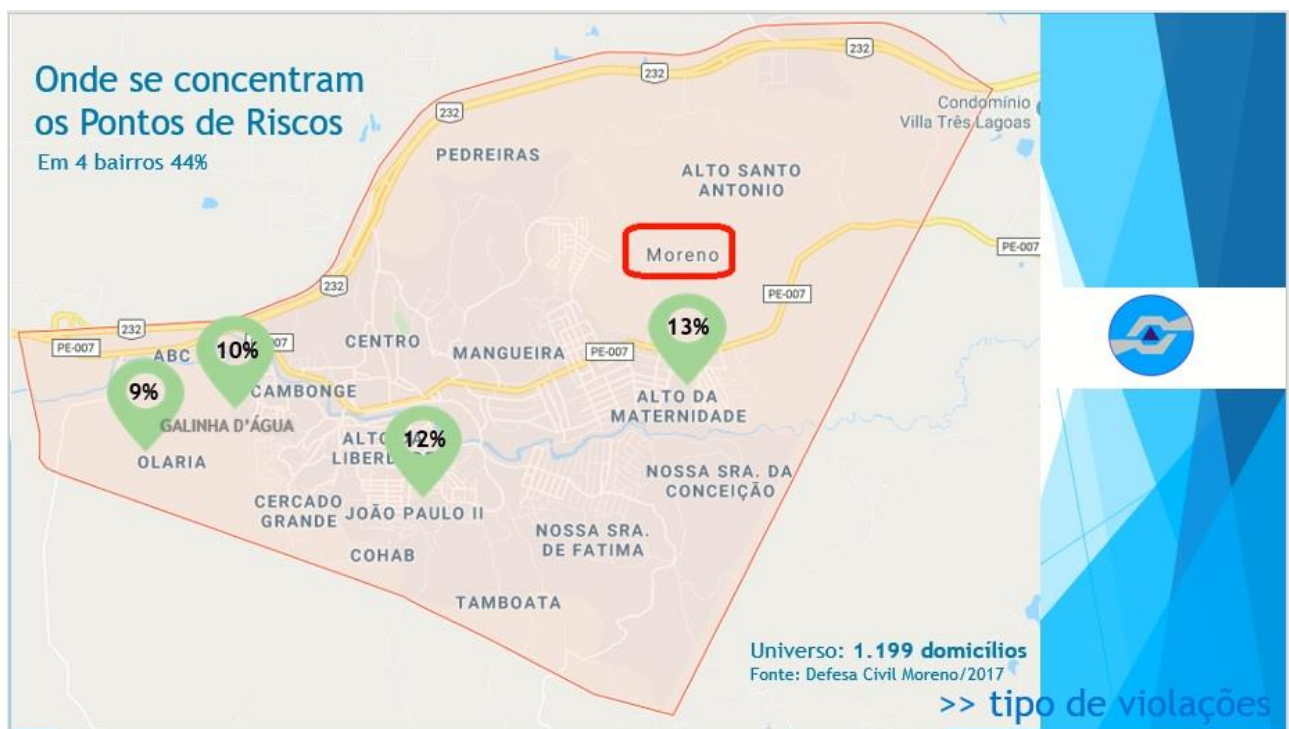 Onde se concentram
os Pontos de Riscos
Em 4 bairros 44%
232
232
Condomínio
Villa Três Lagoas
232
PEDREIRAS
ALTO SANTO
ANTONIO
Moreno
PE-007
232
PE-007
232
PE-007
ABC
10%
007
CENTRO
MANGUEIRA
PE-007
13%
9%
CAMBONGE
GALINHA D'ÁGUA
ALTO DA
MATERNIDADE
12%
ALTO
LIBER
OLARIA
CERCADO
GRANDE
JOÃO PAULO II
NOSSA SRA. DA
CONCEIÇÃO
NOSSA SRA.
DE FATIMA
COHAB
TAMBOATA
Universo: 1.199 domicílios
Fonte: Defesa Civil Moreno/2017
>> tipo de violações